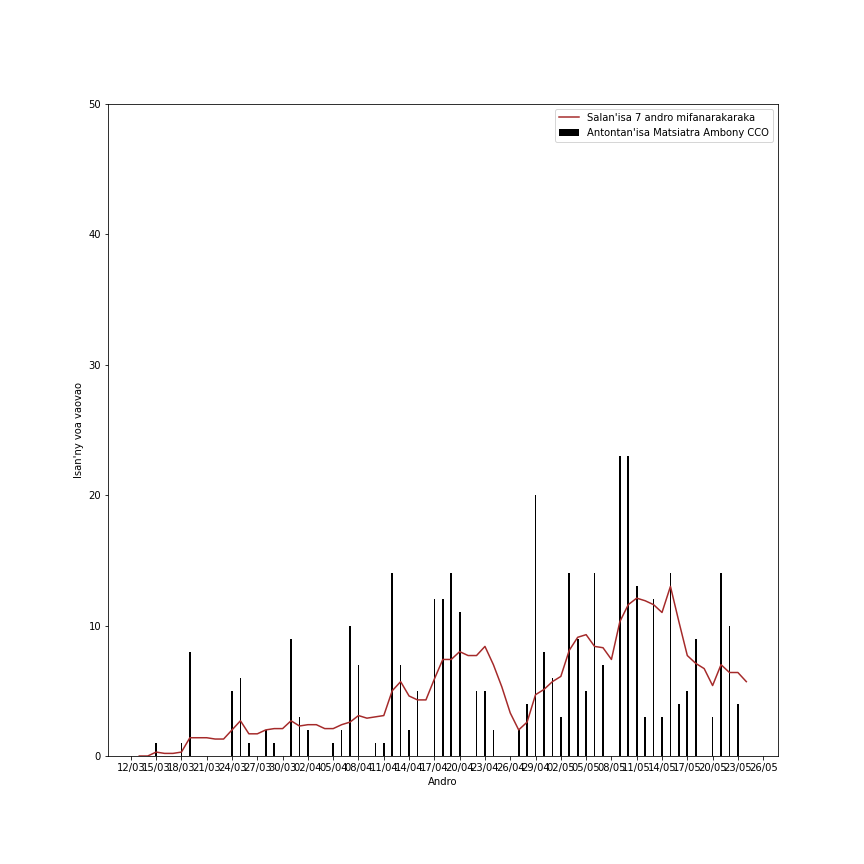 50
40
30
20
10
0
Isan'ny voa vaovao
Salan'isa 7 andro mifanarakaraka
Antontan'isa Matsiatra Ambony CCO
12/03 15/03 18/03 21/03 24/03 27/03 30/03 02/04 05/04 08/04 11/04 14/04 17/04 20/04 23/04 26/04 29/04 02/05 05/05 08/05 11/05 14/05 17/05 20/05 23/05 26/05
Andro